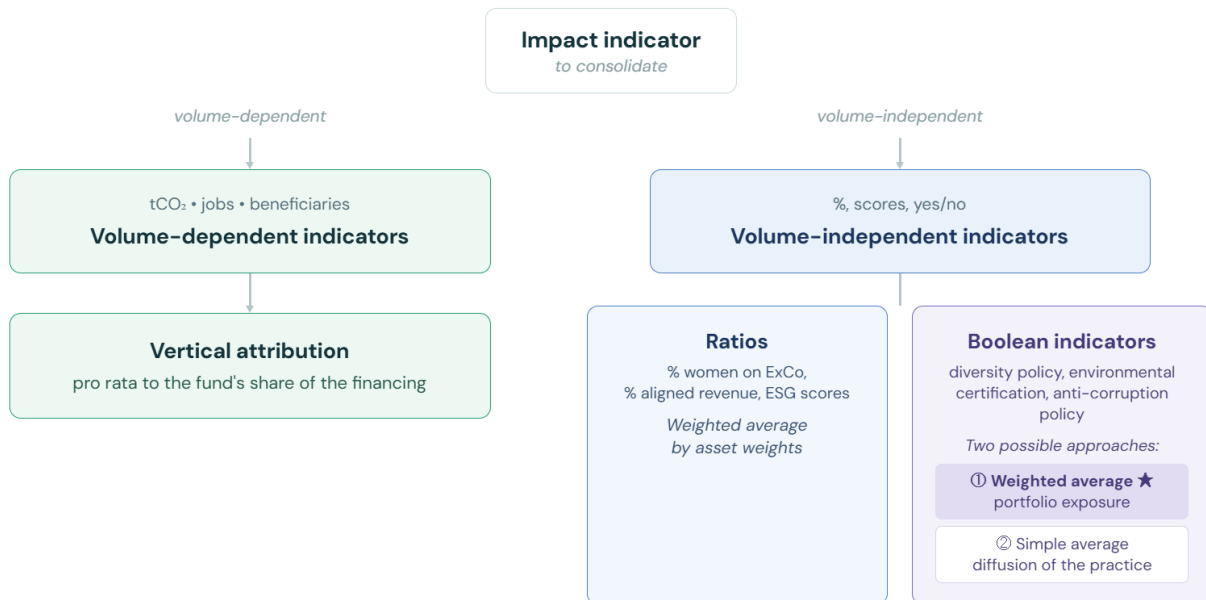 Impact indicator
to consolidate
volume-dependent
volume-independent
tCO₂ • jobs • beneficiaries
Volume-dependent indicators
%, scores, yes/no
Volume-independent indicators
Vertical attribution
pro rata to the fund's share of the financing
Ratios
% women on ExCo,
% aligned revenue, ESG scores
Weighted average
by asset weights
Boolean indicators
diversity policy, environmental
certification, anti-corruption
policy
Two possible approaches:
① Weighted average ★
portfolio exposure
② Simple average
diffusion of the practice